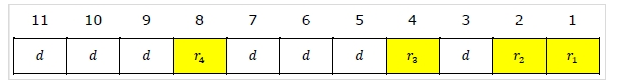 11 10 9 8 7 6 5 4 3 2 1
d d d r₄ d d d r₃ d r₂ r₁